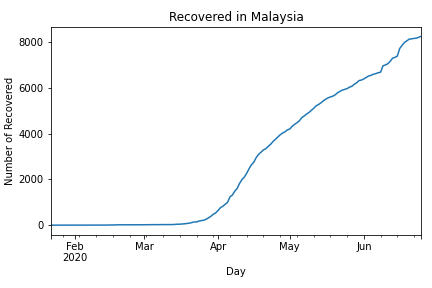 Recovered in Malaysia
Number of Recovered
8000
6000
4000
2000
0
Feb
2020
Mar
Apr
May
Jun
Day